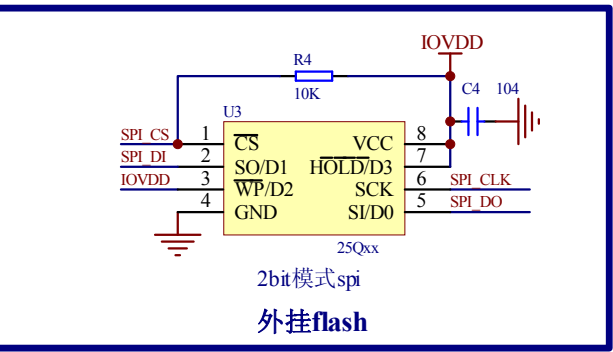 IOVDD
R4
10K
C4 104
U3
SPI_CS 1 CS VCC 8
SPI_DI 2 SO/D1 HOLD/D3 7
IOVDD 3 WP/D2 SCK 6 SPI_CLK
4 GND SI/D0 5 SPI_DO
25Qxx
2bit模式spi
外挂flash